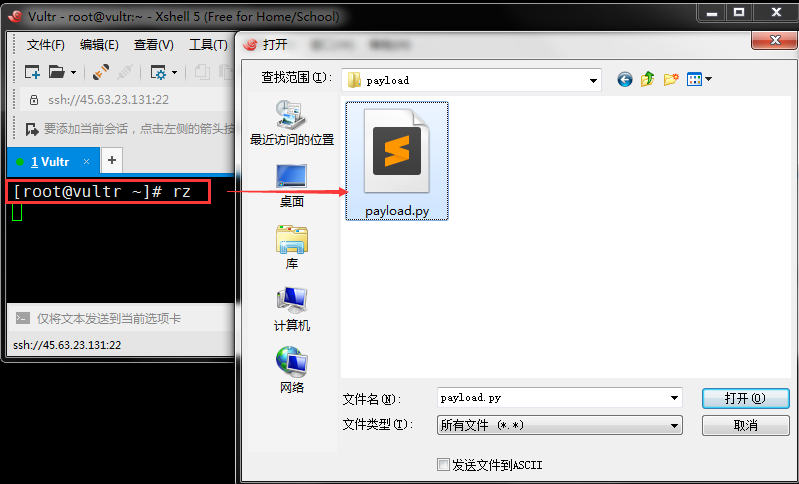 Vultr - root@vultr:~ - Xshell 5 (Free for Home/School)
文件(F) 编辑(E) 查看(V) 工具(T)
ssh://45.63.23.131:22
要添加当前会话，点击左侧的箭头按
1 Vultr × +
[root@vultr ~]# rz
仅将文本发送到当前选项卡
ssh://45.63.23.131:22
打开
查找范围(I): payload
最近访问的位置
桌面
库
计算机
网络
payload.py
文件名(N): payload.py 打开(O)
文件类型(T): 所有文件 (*.*) 取消
发送文件到ASCII